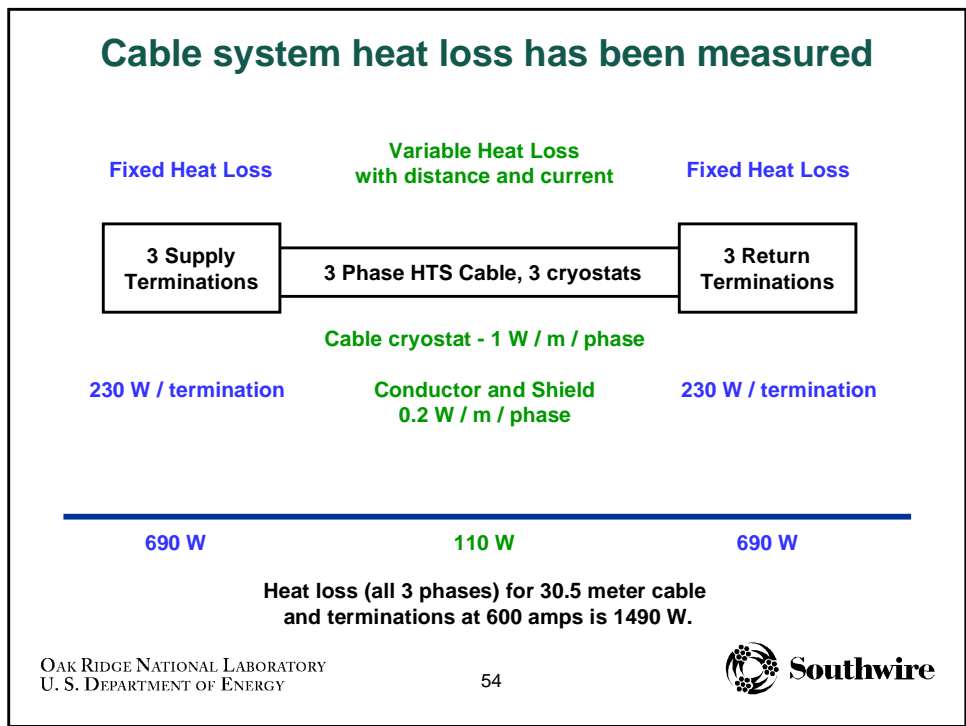 Cable system heat loss has been measured
Fixed Heat Loss
Variable Heat Loss
with distance and current
Fixed Heat Loss
3 Supply
Terminations
3 Phase HTS Cable, 3 cryostats
3 Return
Terminations
Cable cryostat - 1 W / m / phase
230 W / termination
Conductor and Shield
0.2 W / m / phase
230 W / termination
690 W
110 W
690 W
Heat loss (all 3 phases) for 30.5 meter cable
and terminations at 600 amps is 1490 W.
OAK RIDGE NATIONAL LABORATORY
U. S. DEPARTMENT OF ENERGY
54
Southwire